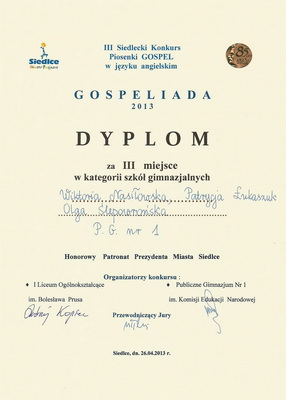 Siedlce
III Siedlecki Konkurs
Piosenki GOSPEL
w języku angielskim
GOSPELIADA
2013
DYPLOM
za III miejsce
w kategorii szkół gimnazjalnych
Wiktoria Nasiłowska, Patrycja Łukasiuk
Olga
P. G. nr 1
Honorowy Patronat Prezydenta Miasta Siedlce
Organizatorzy konkursu :
• I Liceum Ogólnokształcące
im. Bolesława Prusa
• Publiczne Gimnazjum Nr 1
im. Komisji Edukacji Narodowej
Przewodniczący Jury
Siedlce, dn. 26.04.2013 r.